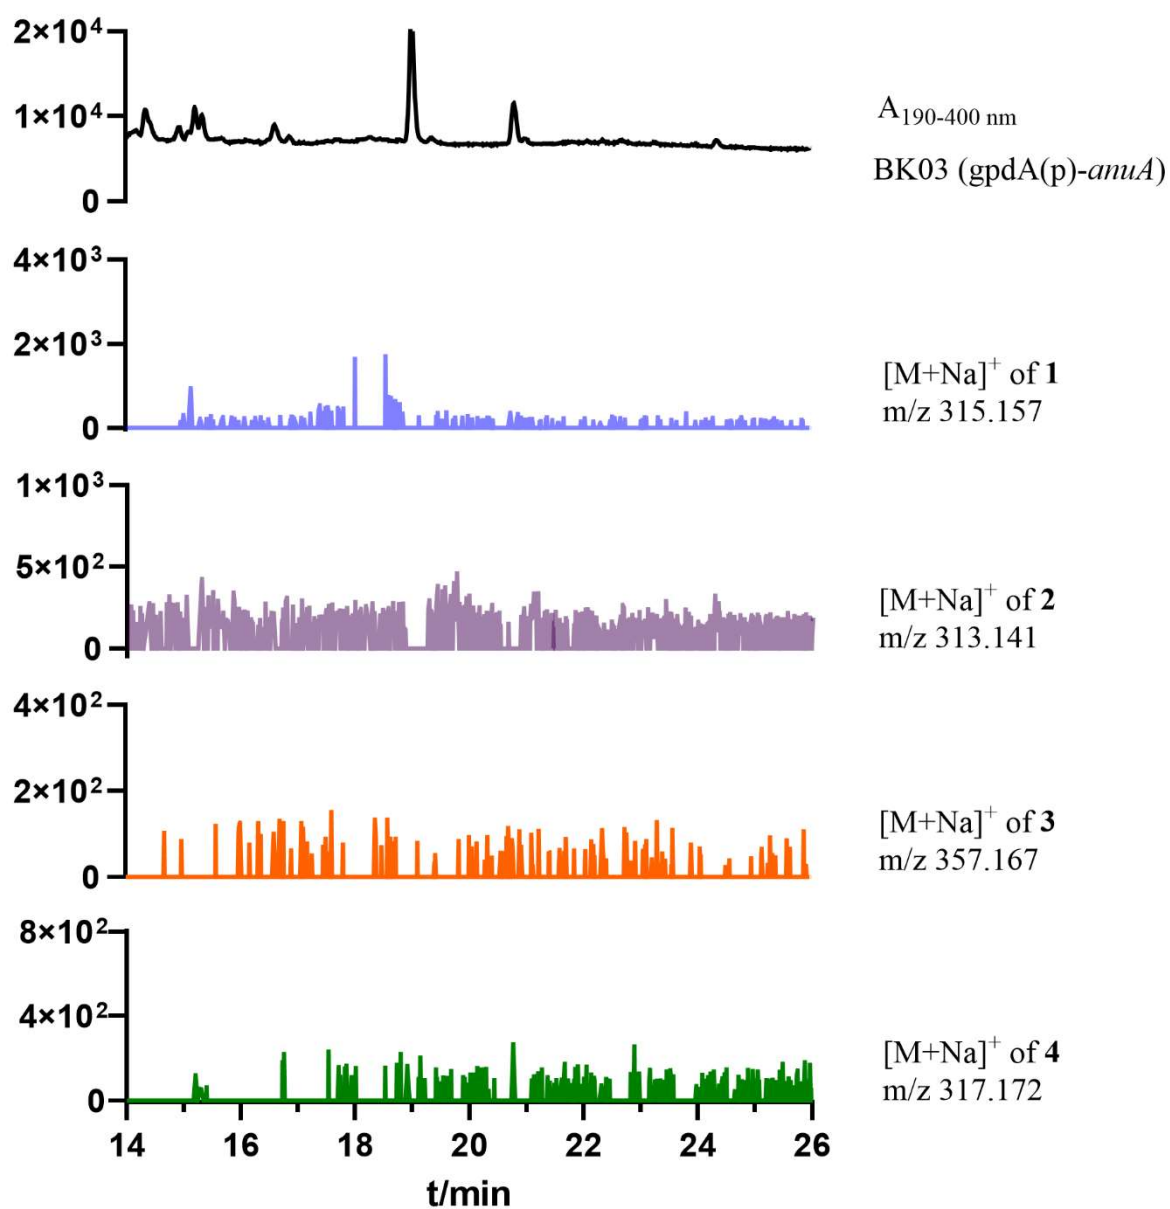 2×10⁴
1×10⁴
0
A190-400 nm
BK03 (gpdA(p)-anuA)
4×10³
2×10³
0
[M+Na]⁺ of 1
m/z 315.157
1×10³
5×10²
0
[M+Na]⁺ of 2
m/z 313.141
4×10²
2×10²
0
[M+Na]⁺ of 3
m/z 357.167
8×10²
4×10²
0
[M+Na]⁺ of 4
m/z 317.172
14 16 18 20 22 24 26
t/min